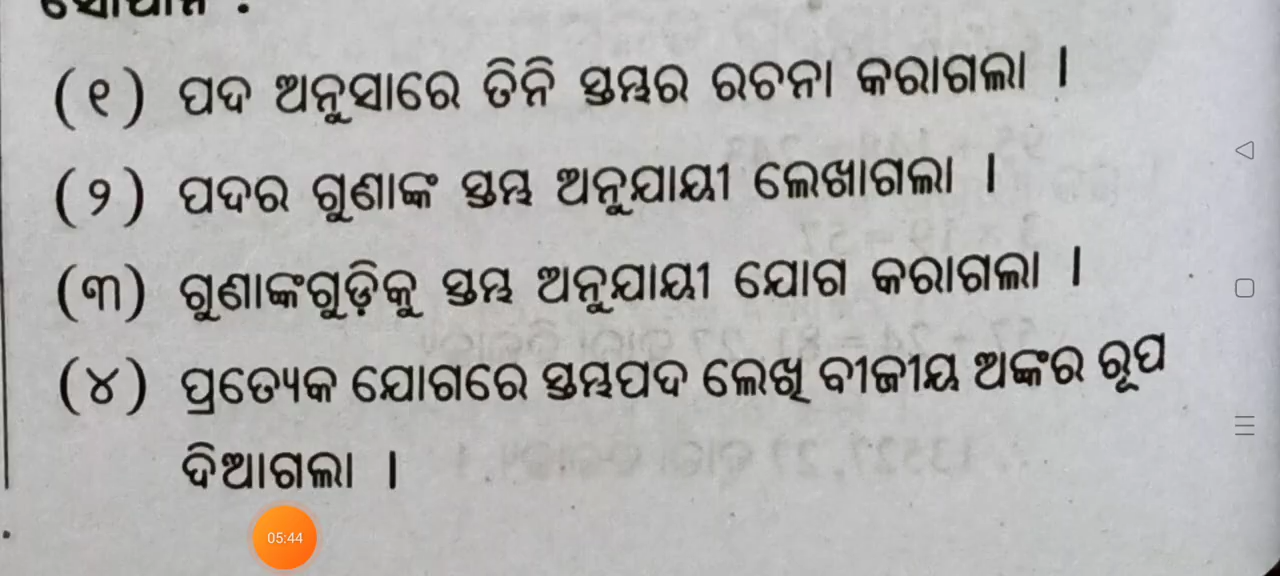 ସୋପାନ :
(୧) ପଦ ଅନୁସାରେ ତିନି ସ୍ତମ୍ଭର ରଚନା କରାଗଲା ।
(୨) ପଦର ଗୁଣାଙ୍କ ସ୍ତମ୍ଭ ଅନୁଯାୟୀ ଲେଖାଗଲା ।
(୩) ଗୁଣାଙ୍କଗୁଡ଼ିକୁ ସ୍ତମ୍ଭ ଅନୁଯାୟୀ ଯୋଗ କରାଗଲା ।
(୪) ପ୍ରତ୍ୟେକ ଯୋଗରେ ସ୍ତମ୍ଭପଦ ଲେଖି ବୀଜୀୟ ଅଙ୍କର ରୂପ
ଦିଆଗଲା ।
05:44